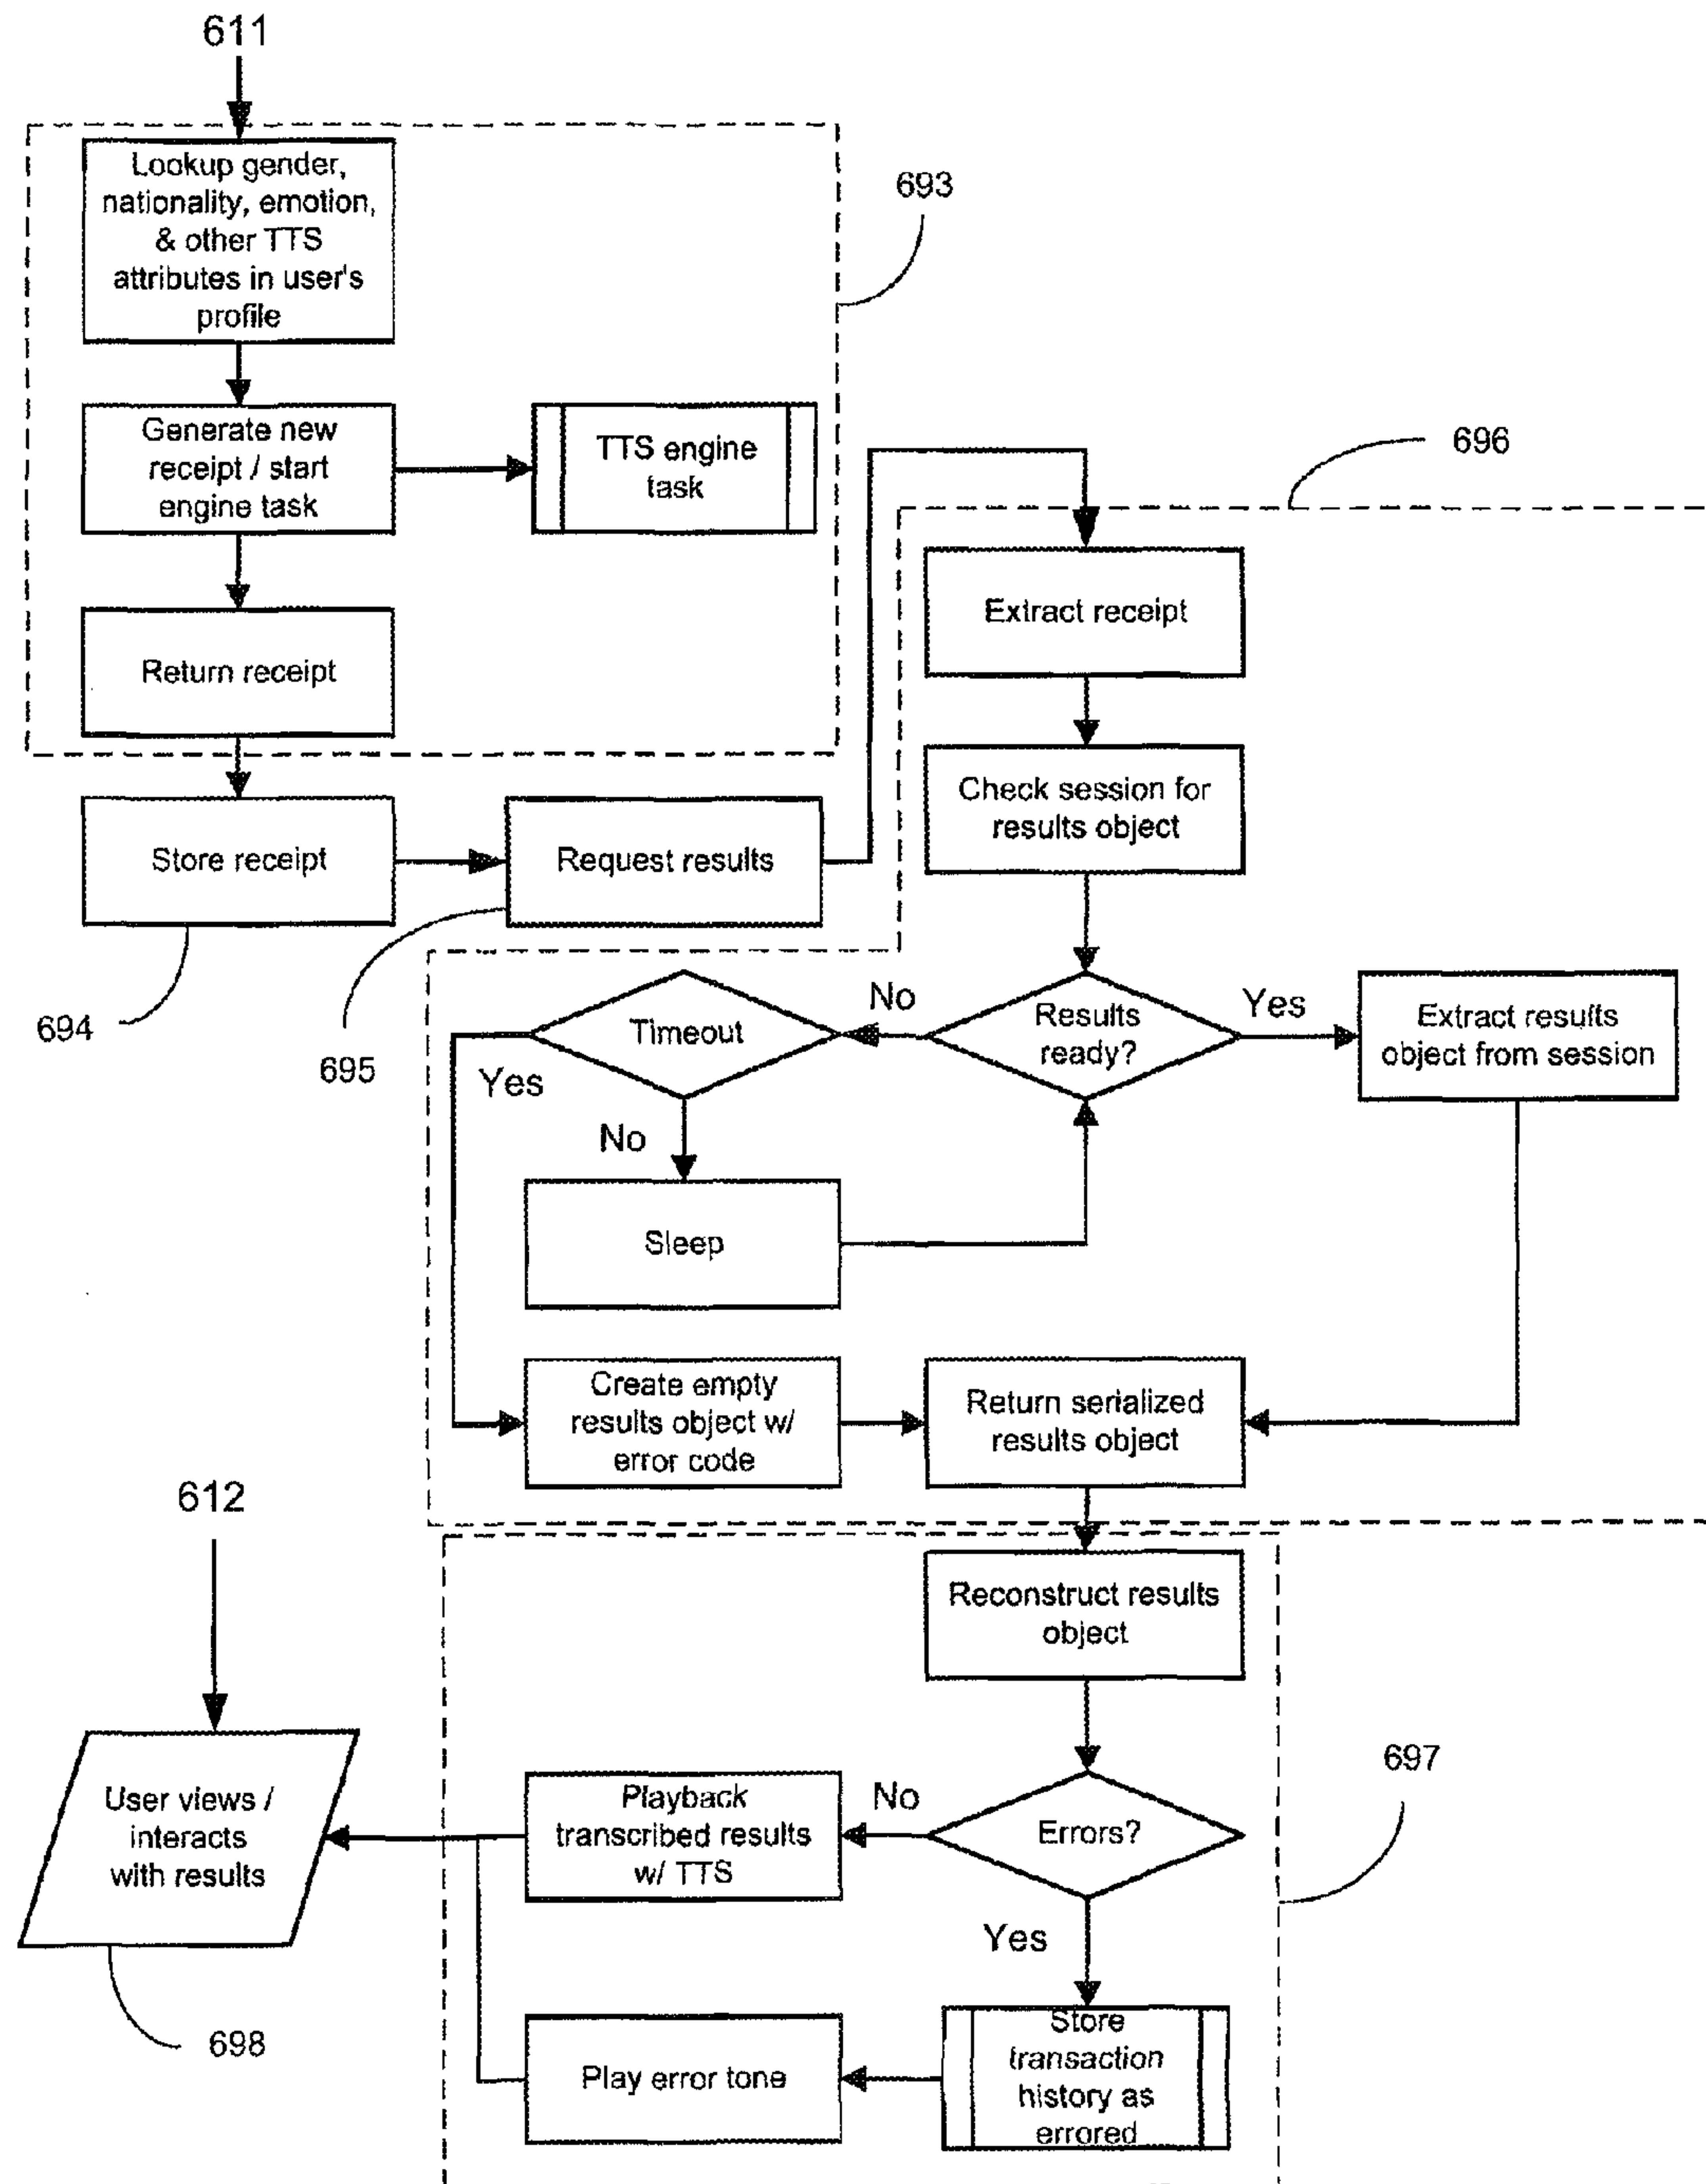 611
Lookup gender,
nationality, emotion,
& other TTS
attributes in user's
profile
693
Generate new
receipt / start
engine task
TTS engine
task
696
Extract receipt
Return receipt
Check session for
results object
Store receipt
Request results
694
695
Timeout
No
Results
ready?
Yes
Extract results
object from session
Yes
No
Sleep
Create empty
results object w/
error code
Return serialized
results object
612
Reconstruct results
object
697
User views /
interacts
with results
Playback
transcribed results
w/ TTS
No
Errors?
Yes
698
Play error tone
Store
transaction
history as
errored